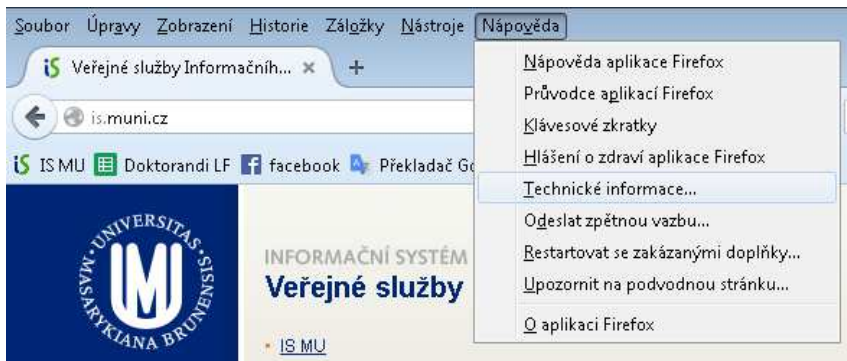 Soubor Úpravy Zobrazení Historie Záložky Nástroje Nápověda
Veřejné služby Informačníh...
is.muni.cz
IS MU Doktorandi LF facebook Překladač Go
Nápověda aplikace Firefox
Průvodce aplikací Firefox
Klávesové zkratky
Hlášení o zdraví aplikace Firefox
Technické informace...
Odeslat zpětnou vazbu...
Restartovat se zakázanými doplňky...
Upozornit na podvodnou stránku...
O aplikaci Firefox
UNIVERSITAS MASARYKIANA BRUNENSIS
INFORMAČNÍ SYSTÉM
Veřejné služby
IS MU